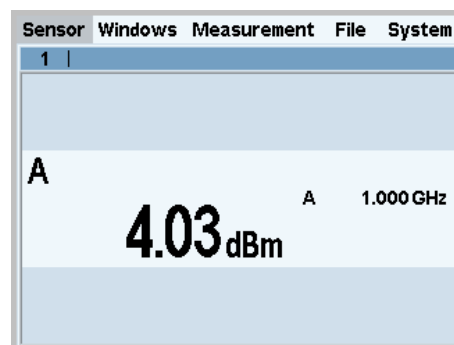 Sensor Windows Measurement File System
1 |
A
A 1.000 GHz
4.03 dBm